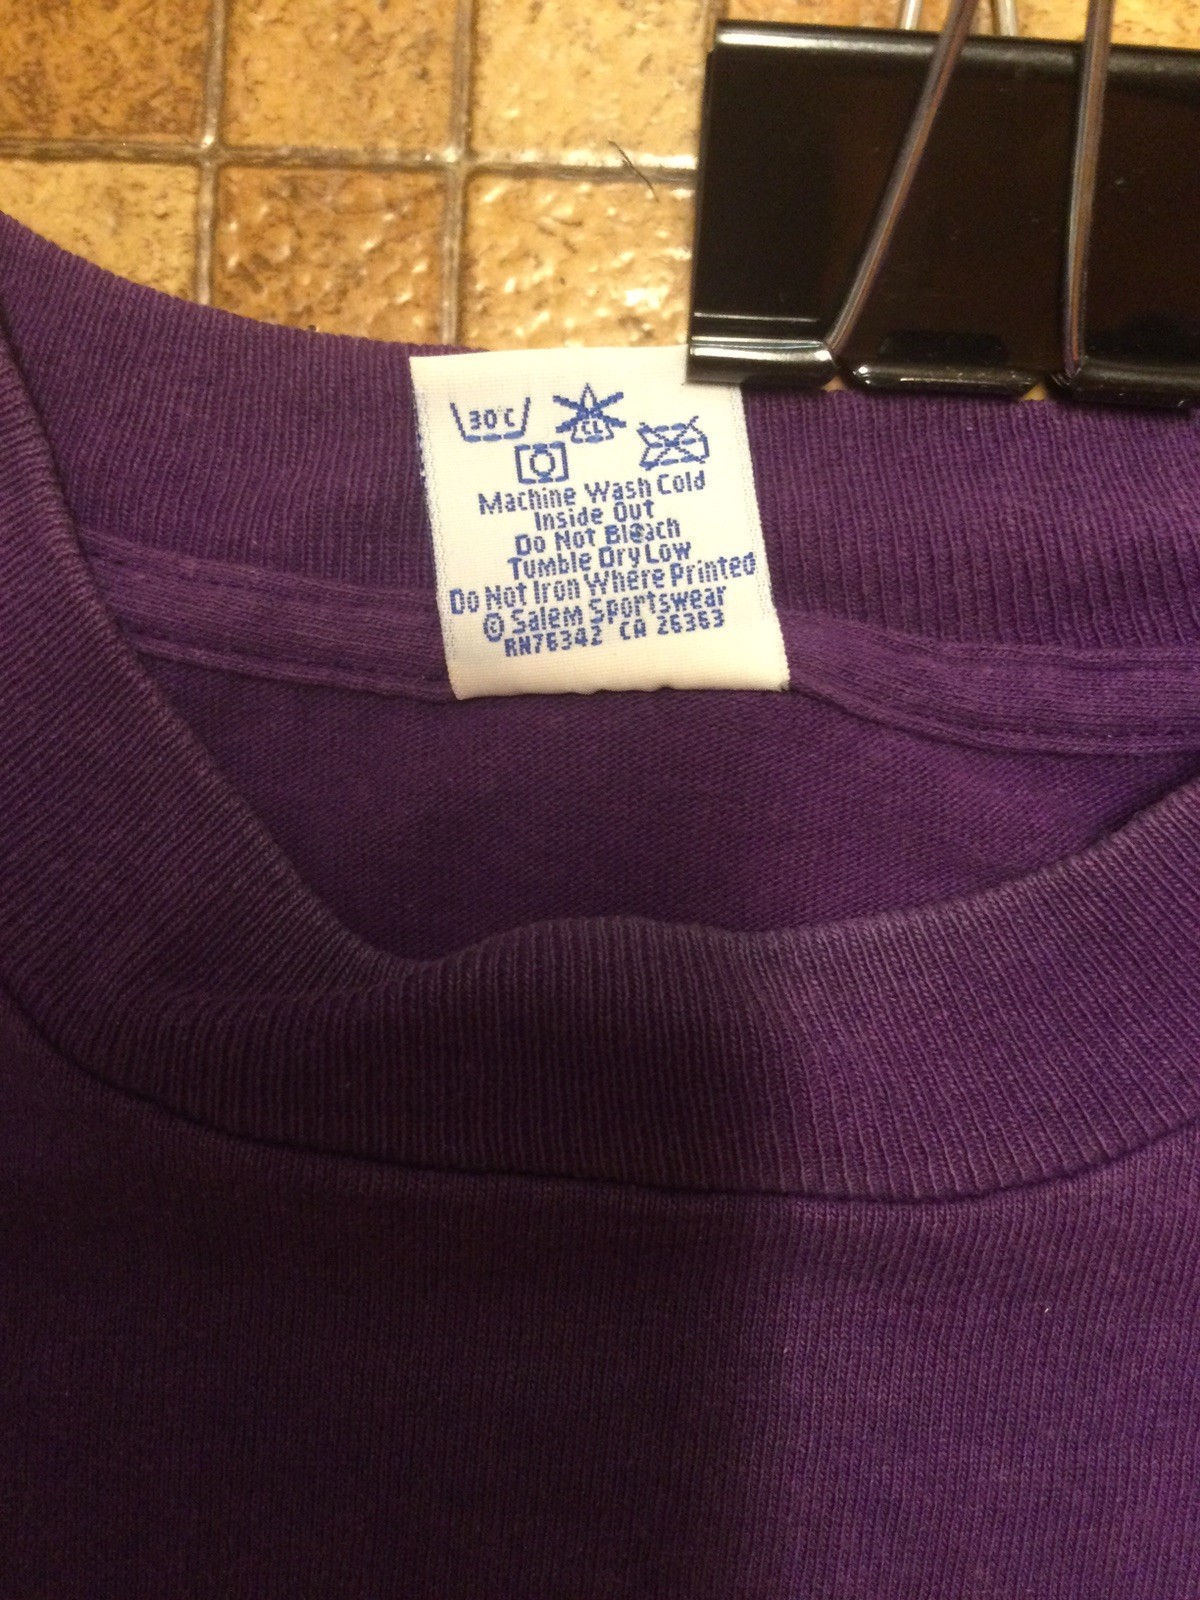 30°C
CL
Machine Wash Cold
Inside Out
Do Not Bleach
Tumble Dry Low
Do Not Iron Where Printed
© Salem Sportswear
RN76342 CA 26363